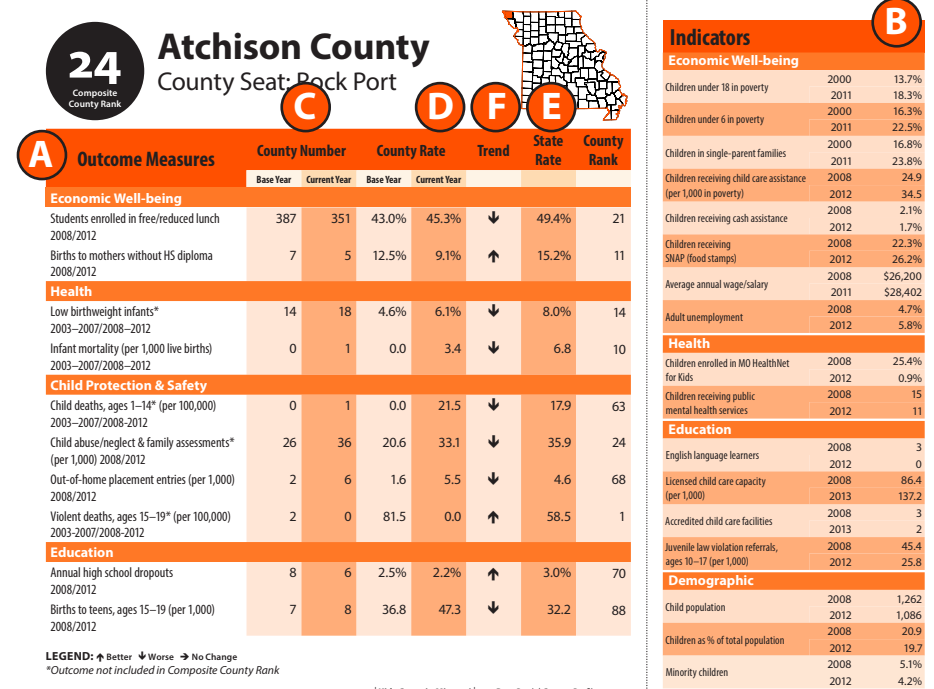 24
Composite
County Rank
Atchison County
County Seat: Rock Port
A
C
D
F
E
Outcome Measures
County Number
County Rate
Trend
State
Rate
County
Rank
Base Year Current Year Base Year Current Year
Economic Well-being
Students enrolled in free/reduced lunch 387 351 43.0% 45.3% ↓ 49.4% 21
2008/2012
Births to mothers without HS diploma 7 5 12.5% 9.1% ↑ 15.2% 11
2008/2012
Health
Low birthweight infants* 14 18 4.6% 6.1% ↓ 8.0% 14
2003–2007/2008–2012
Infant mortality (per 1,000 live births) 0 1 0.0 3.4 ↓ 6.8 10
2003–2007/2008–2012
Child Protection & Safety
Child deaths, ages 1–14* (per 100,000) 0 1 0.0 21.5 ↓ 17.9 63
2003–2007/2008-2012
Child abuse/neglect & family assessments* 26 36 20.6 33.1 ↓ 35.9 24
(per 1,000) 2008/2012
Out-of-home placement entries (per 1,000) 2 6 1.6 5.5 ↓ 4.6 68
2008/2012
Violent deaths, ages 15–19* (per 100,000) 2 0 81.5 0.0 ↑ 58.5 1
2003-2007/2008-2012
Education
Annual high school dropouts 8 6 2.5% 2.2% ↑ 3.0% 70
2008/2012
Births to teens, ages 15–19 (per 1,000) 7 8 36.8 47.3 ↓ 32.2 88
2008/2012
LEGEND: ↑ Better ↓ Worse → No Change
*Outcome not included in Composite County Rank
B
Indicators
Economic Well-being
Children under 18 in poverty 2000 13.7%
2011 18.3%
Children under 6 in poverty 2000 16.3%
2011 22.5%
Children in single-parent families 2000 16.8%
2011 23.8%
Children receiving child care assistance 2008 24.9
(per 1,000 in poverty) 2012 34.5
Children receiving cash assistance 2008 2.1%
2012 1.7%
Children receiving 2008 22.3%
SNAP (food stamps) 2012 26.2%
Average annual wage/salary 2008 $26,200
2011 $28,402
Adult unemployment 2008 4.7%
2012 5.8%
Health
Children enrolled in MO HealthNet 2008 25.4%
for Kids 2012 0.9%
Children receiving public 2008 15
mental health services 2012 11
Education
English language learners 2008 3
2012 0
Licensed child care capacity 2008 86.4
(per 1,000) 2013 137.2
Accredited child care facilities 2008 3
2013 2
Juvenile law violation referrals, 2008 45.4
ages 10–17 (per 1,000) 2012 25.8
Demographic
Child population 2008 1,262
2012 1,086
Children as % of total population 2008 20.9
2012 19.7
Minority children 2008 5.1%
2012 4.2%